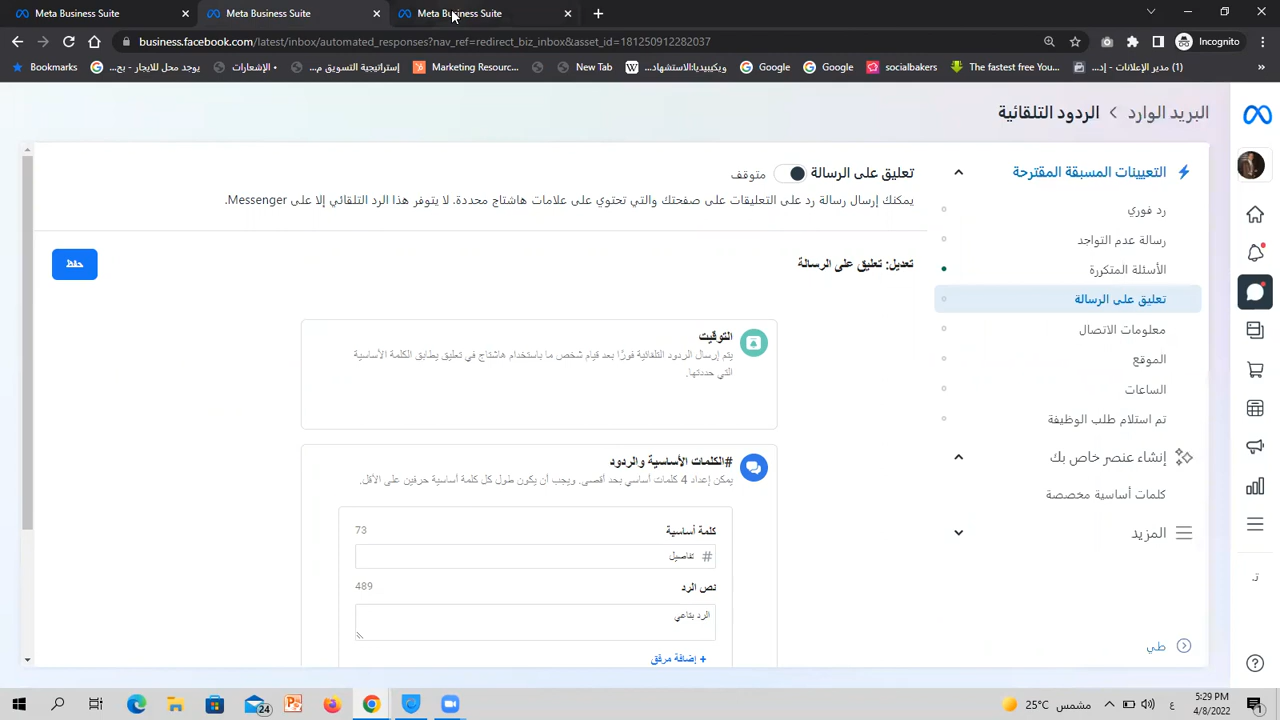 Meta Business Suite
Meta Business Suite
Meta Business Suite
business.facebook.com/latest/inbox/automated_responses?nav_ref=redirect_biz_inbox&asset_id=181250912282037
Incognito
Bookmarks
يوجد محل للايجار - بح...
الإشعارات •
إستراتيجية التسويق م...
Marketing Resourc...
New Tab
ويكيبيديا:الاستشهاد...
Google
Google
socialbakers
The fastest free You...
(1) مدير الإعلانات - إد...
البريد الوارد > الردود التلقائية
التعيينات المسبقة المقترحة
رد فوري
رسالة عدم التواجد
الأسئلة المتكررة
تعليق على الرسالة
معلومات الاتصال
الموقع
الساعات
تم استلام طلب الوظيفة
إنشاء عنصر خاص بك
كلمات أساسية مخصصة
المزيد
طي
تعليق على الرسالة متوقف
يمكنك إرسال رسالة رد على التعليقات على صفحتك والتي تحتوي على علامات هاشتاج محددة. لا يتوفر هذا الرد التلقائي إلا على Messenger.
تعديل: تعليق على الرسالة
حفظ
التوقيت
يتم إرسال الردود التلقائية فورًا بعد قيام شخص ما باستخدام هاشتاج في تعليق يطابق الكلمة الأساسية
التي حددتها.
#الكلمات الأساسية والردود
يمكن إعداد 4 كلمات أساسي بحد أقصى. ويجب أن يكون طول كل كلمة أساسية حرفين على الأقل.
كلمة أساسية 73
# تفاصيل
نص الرد 489
الرد بتاعي
+ إضافة مرفق
24
25°C مشمس
ع
5:29 PM
4/8/2022
1